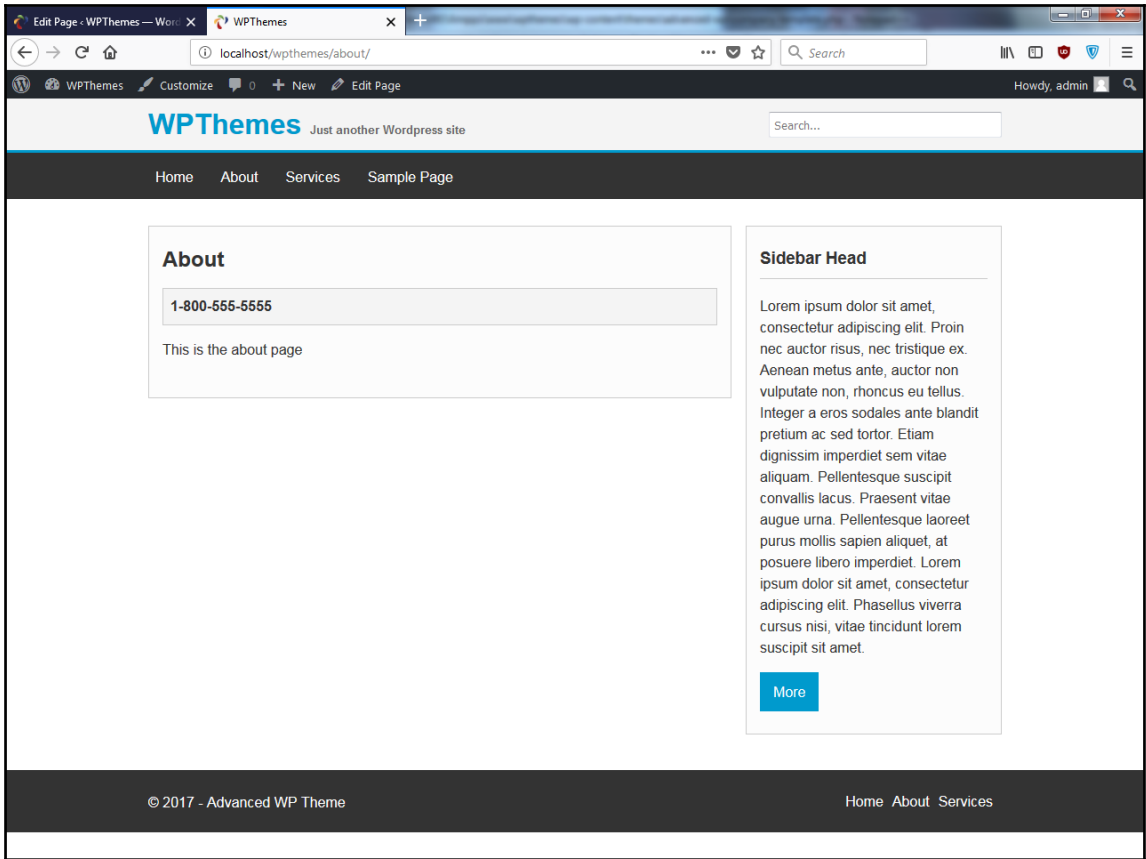 Edit Page ‹ WPThemes — Word
WPThemes
localhost/wpthemes/about/
Search
WPThemes Customize 0 New Edit Page
Howdy, admin
WPThemes Just another Wordpress site
Search...
Home About Services Sample Page
About
1-800-555-5555
This is the about page
Sidebar Head
Lorem ipsum dolor sit amet,
consectetur adipiscing elit. Proin
nec auctor risus, nec tristique ex.
Aenean metus ante, auctor non
vulputate non, rhoncus eu tellus.
Integer a eros sodales ante blandit
pretium ac sed tortor. Etiam
dignissim imperdiet sem vitae
aliquam. Pellentesque suscipit
convallis lacus. Praesent vitae
augue urna. Pellentesque laoreet
purus mollis sapien aliquet, at
posuere libero imperdiet. Lorem
ipsum dolor sit amet, consectetur
adipiscing elit. Phasellus viverra
cursus nisi, vitae tincidunt lorem
suscipit sit amet.
More
© 2017 - Advanced WP Theme
Home About Services